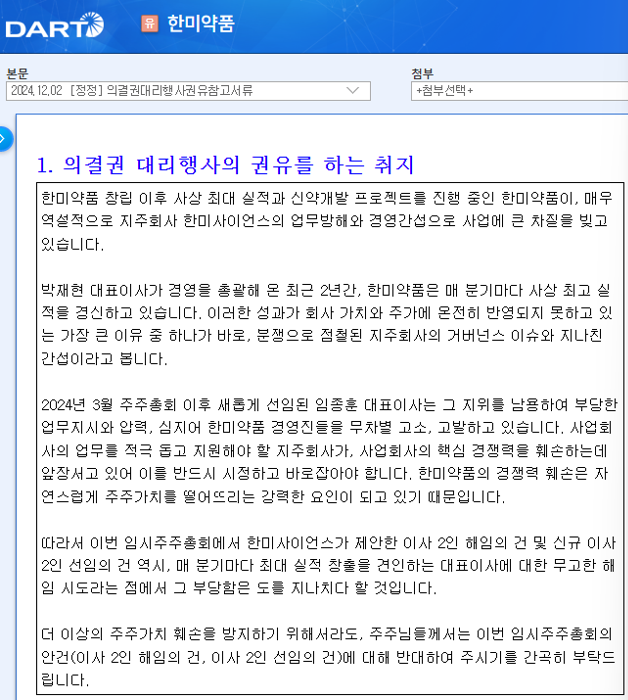 DART 유 한미약품
본문 첨부
2024.12.02 [정정] 의결권대리행사권유참고서류 +첨부선택+
1. 의결권 대리행사의 권유를 하는 취지
한미약품 창립 이후 사상 최대 실적과 신약개발 프로젝트를 진행 중인 한미약품이, 매우
역설적으로 지주회사 한미사이언스의 업무방해와 경영간섭으로 사업에 큰 차질을 빚고
있습니다.
박재현 대표이사가 경영을 총괄해 온 최근 2년간, 한미약품은 매 분기마다 사상 최고 실
적을 경신하고 있습니다. 이러한 성과가 회사 가치와 주가에 온전히 반영되지 못하고 있
는 가장 큰 이유 중 하나가 바로, 분쟁으로 점철된 지주회사의 거버넌스 이슈와 지나친
간섭이라고 봅니다.
2024년 3월 주주총회 이후 새롭게 선임된 임종훈 대표이사는 그 지위를 남용하여 부당한
업무지시와 압력, 심지어 한미약품 경영진들을 무차별 고소, 고발하고 있습니다. 사업회
사의 업무를 적극 돕고 지원해야 할 지주회사가, 사업회사의 핵심 경쟁력을 훼손하는데
앞장서고 있어 이를 반드시 시정하고 바로잡아야 합니다. 한미약품의 경쟁력 훼손은 자
연스럽게 주주가치를 떨어뜨리는 강력한 요인이 되고 있기 때문입니다.
따라서 이번 임시주주총회에서 한미사이언스가 제안한 이사 2인 해임의 건 및 신규 이사
2인 선임의 건 역시, 매 분기마다 최대 실적 창출을 견인하는 대표이사에 대한 무고한 해
임 시도라는 점에서 그 부당함은 도를 지나치다 할 것입니다.
더 이상의 주주가치 훼손을 방지하기 위해서라도, 주주님들께서는 이번 임시주주총회의
안건(이사 2인 해임의 건, 이사 2인 선임의 건)에 대해 반대하여 주시기를 간곡히 부탁드
립니다.